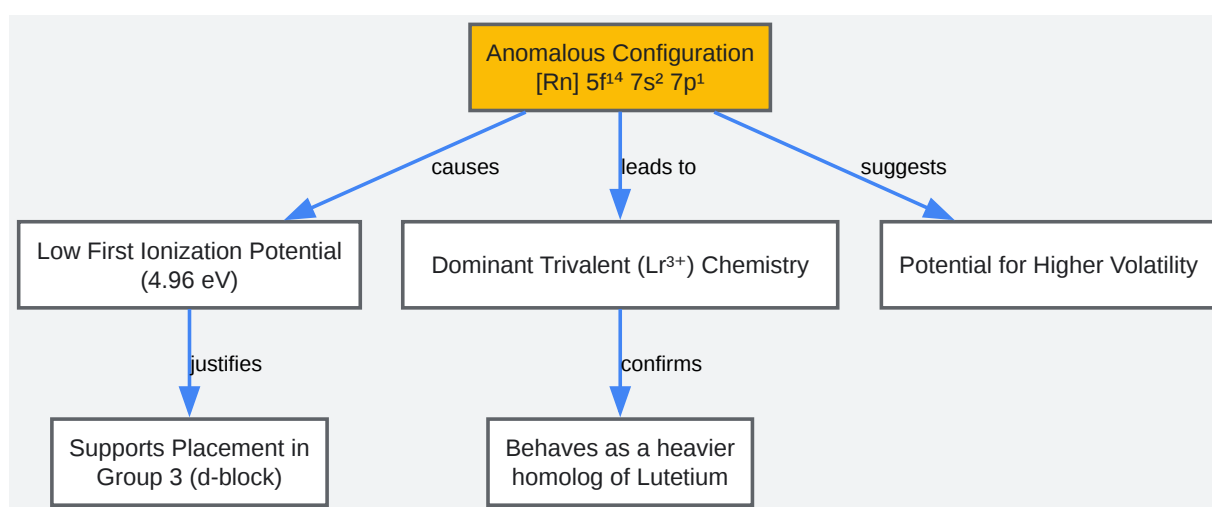 Anomalous Configuration
[Rn] 5f¹⁴ 7s² 7p¹
causes
leads to
suggests
Low First Ionization Potential
(4.96 eV)
Dominant Trivalent (Lr³⁺) Chemistry
Potential for Higher Volatility
justifies
confirms
Supports Placement in
Group 3 (d-block)
Behaves as a heavier
homolog of Lutetium